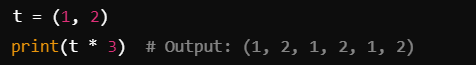 t = (1, 2)
print(t * 3)  # Output: (1, 2, 1, 2, 1, 2)